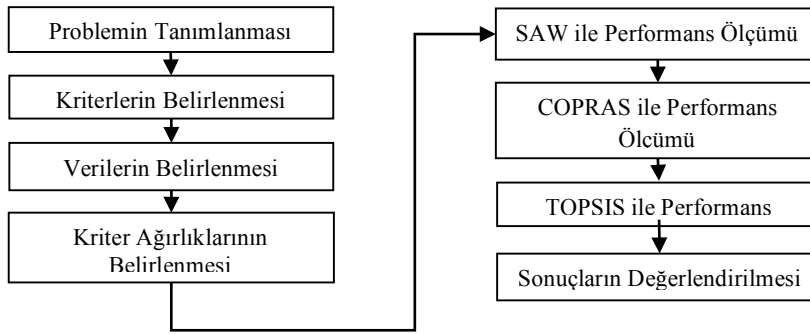 Problemin Tanımlanması
Kriterlerin Belirlenmesi
Verilerin Belirlenmesi
Kriter Ağırlıklarının
Belirlenmesi
SAW ile Performans Ölçümü
COPRAS ile Performans
Ölçümü
TOPSIS ile Performans
Sonuçların Değerlendirilmesi